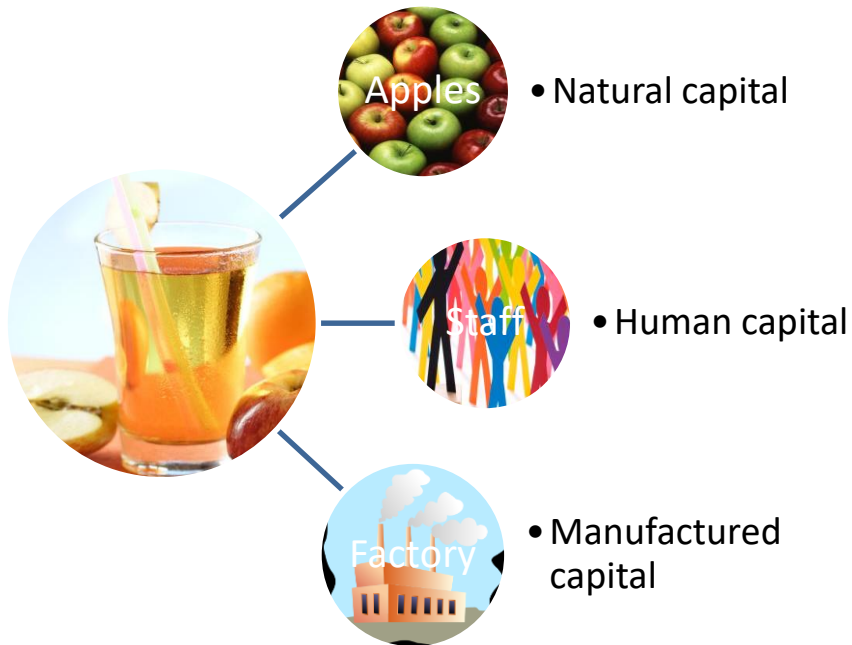 Apples
• Natural capital
Staff
• Human capital
Factory
• Manufactured
capital